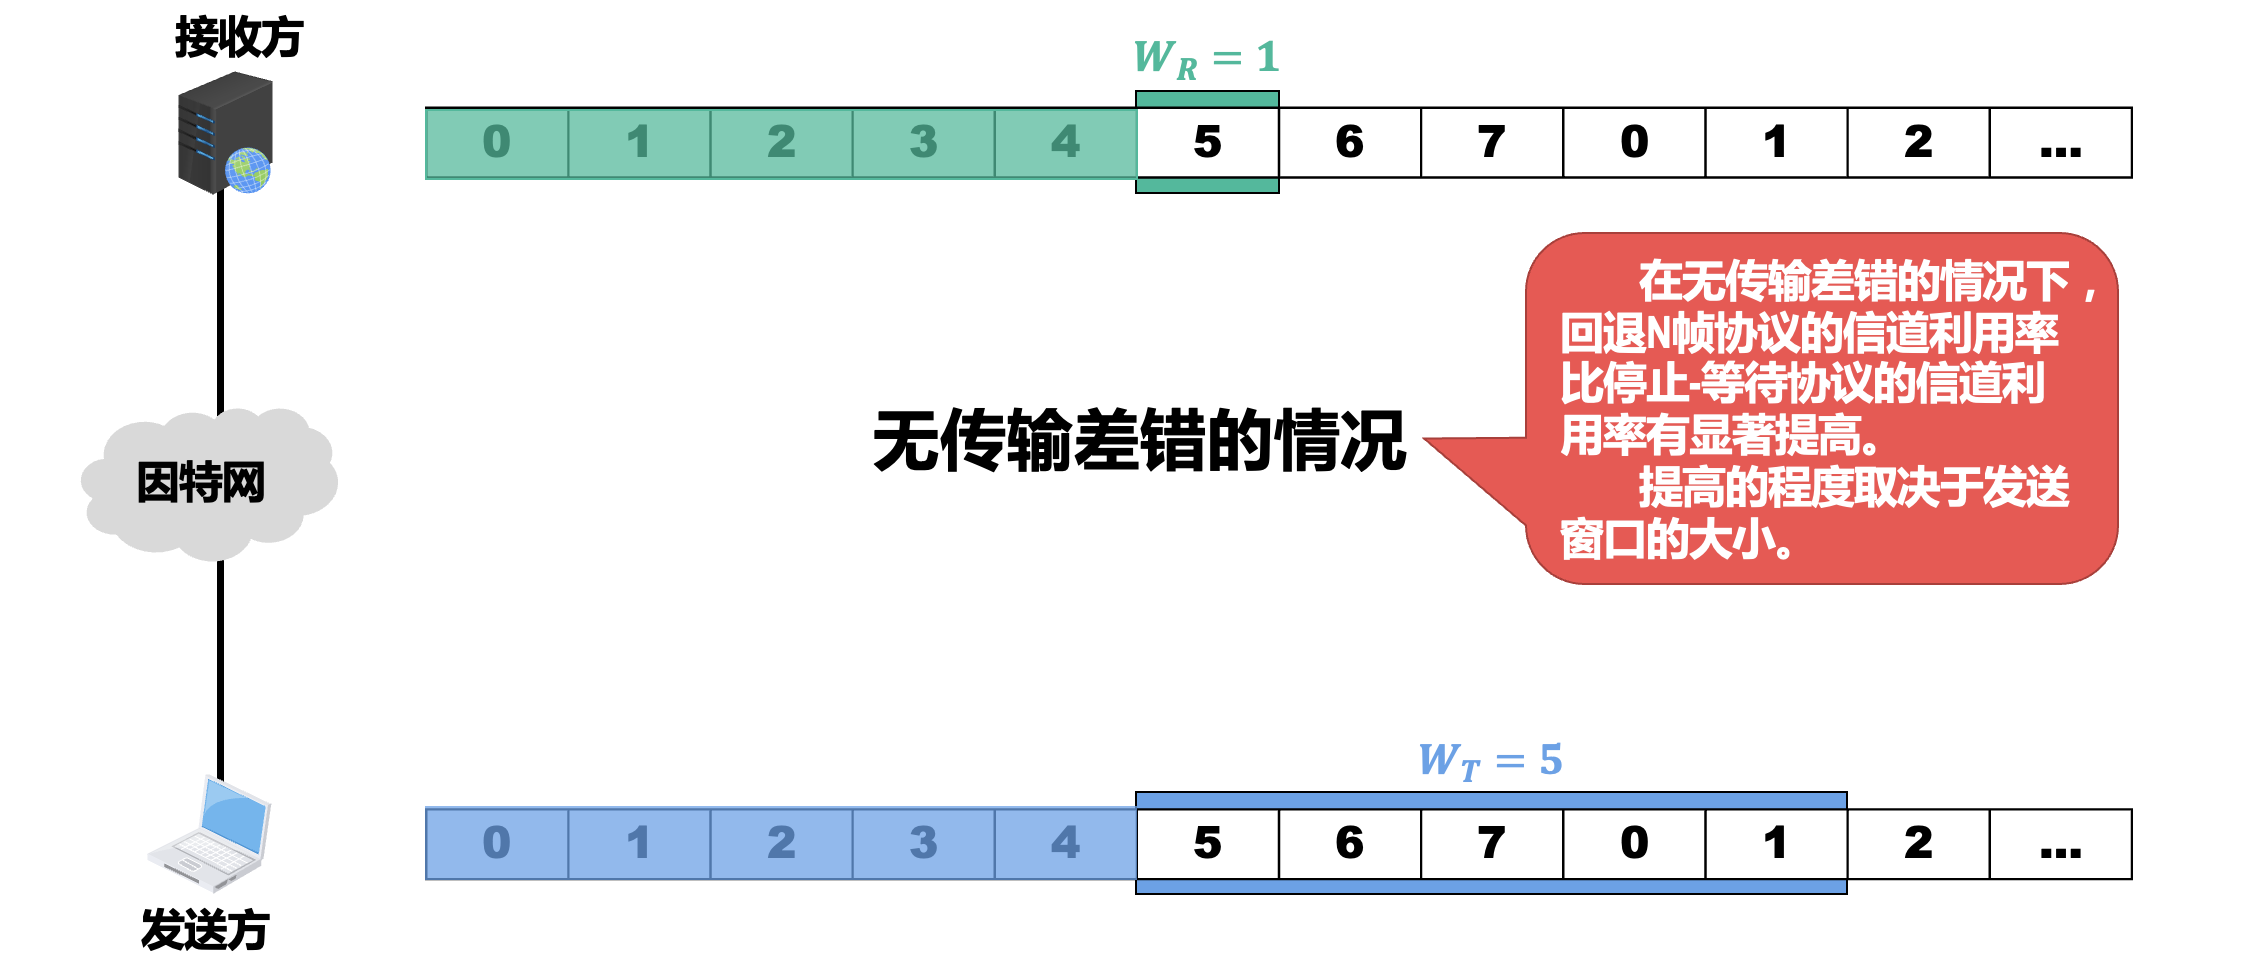 接收方
W_R = 1
0 1 2 3 4 5 6 7 0 1 2 ...
在无传输差错的情况下，
回退N帧协议的信道利用率
比停止-等待协议的信道利
用率有显著提高。
提高的程度取决于发送
窗口的大小。
无传输差错的情况
因特网
W_T = 5
0 1 2 3 4 5 6 7 0 1 2 ...
发送方